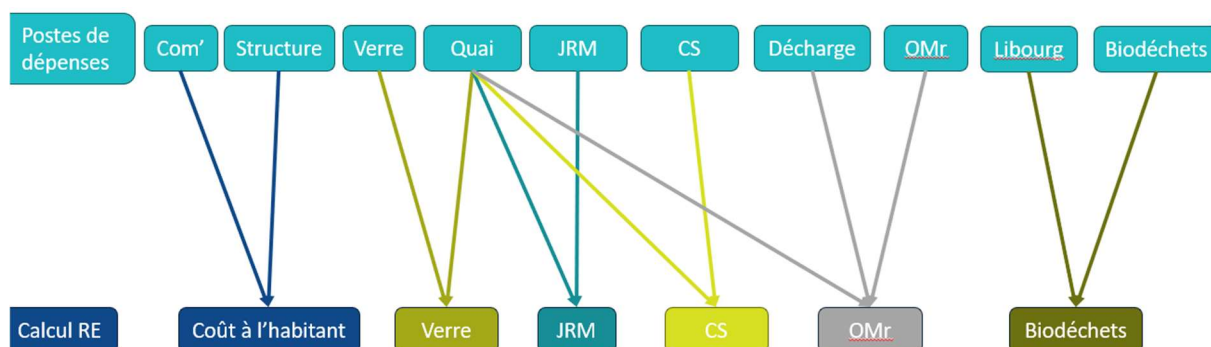 Postes de
dépenses
Com’
Structure
Verre
Quai
JRM
CS
Décharge
OMr
Libourg
Biodéchets
Calcul RE
Coût à l’habitant
Verre
JRM
CS
OMr
Biodéchets